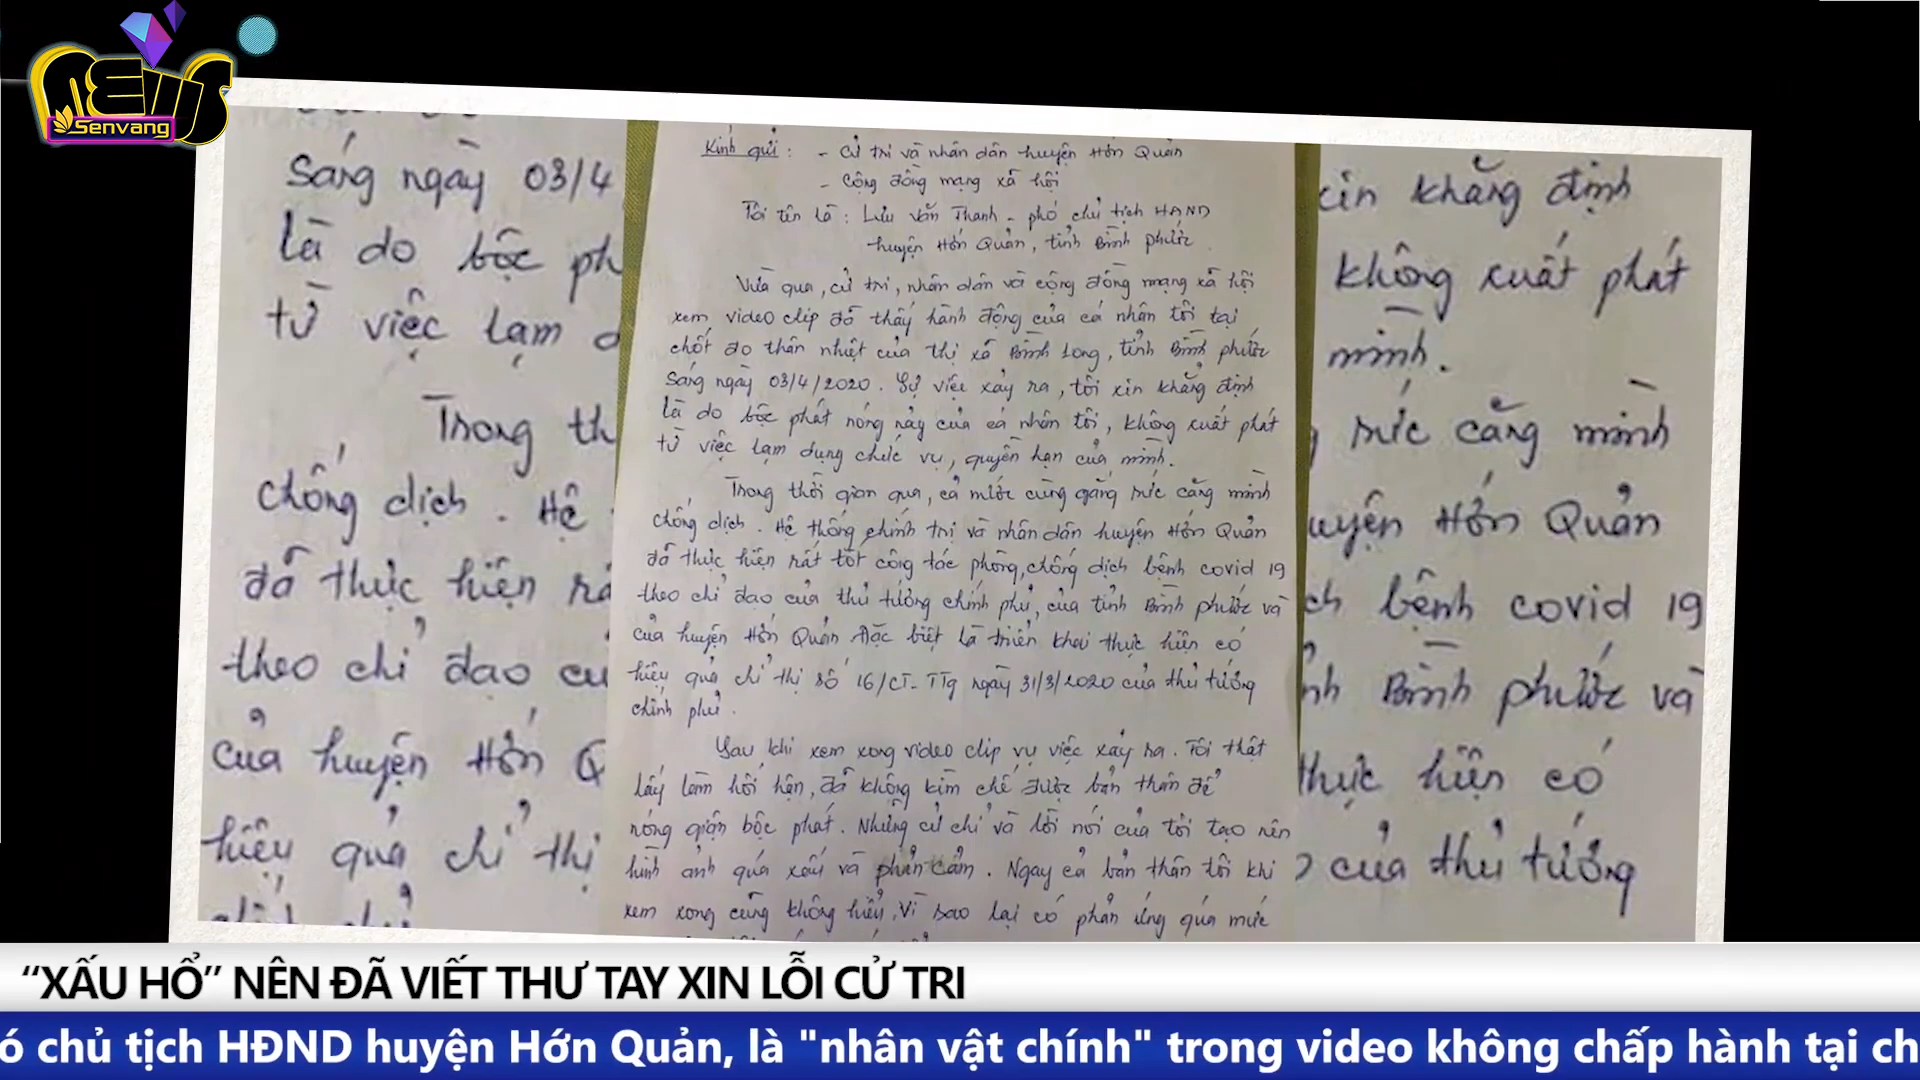 NEWS
Senvang
Sáng ngày 03/4
là do bộc ph
từ việc lạm d
Trong th
chống dịch. Hệ
đã thực hiện rá
theo chỉ đạo củ
của huyện Hớn Q
hiệu quả chỉ thị
Kính gửi: - Cử tri và nhân dân huyện Hớn Quản
- Cộng đồng mạng xã hội
Tôi tên là: Lưu Văn Thanh - phó chủ tịch HĐND
huyện Hớn Quản, tỉnh Bình Phước.
Vừa qua, cử tri, nhân dân và cộng đồng mạng xã hội
xem video clip đã thấy hành động của cá nhân tôi tại
chốt đo thân nhiệt của thị xã Bình Long, tỉnh Bình Phước
Sáng ngày 03/4/2020. Sự việc xảy ra, tôi xin khẳng định
là do bộc phát nóng nảy của cá nhân tôi, không xuất phát
từ việc lạm dụng chức vụ, quyền hạn của mình.
Trong thời gian qua, cả nước cùng gắng sức căng mình
chống dịch. Hệ thống chính trị và nhân dân huyện Hớn Quản
đã thực hiện rất tốt công tác phòng, chống dịch bệnh covid 19
theo chỉ đạo của thủ tướng chính phủ, của tỉnh Bình Phước và
của huyện Hớn Quản đặc biệt là triển khai thực hiện có
hiệu quả chỉ thị số 16/CT-TTg ngày 31/3/2020 của thủ tướng
chính phủ.
Sau khi xem xong video clip vụ việc xảy ra. Tôi thật
lấy làm hối hận, đã không kìm chế được bản thân để
nóng giận bộc phát. Những cử chỉ và lời nói của tôi tạo nên
hình ảnh quá xấu và phản cảm. Ngay cả bản thân tôi khi
xem xong cũng không hiểu, vì sao lại có phản ứng quá mức
xin khẳng định
không xuất phát
mình.
g sức căng mình
uyện Hớn Quản
ch bệnh covid 19
nh Bình Phước và
thực hiện có
0 của thủ tướng
“XẤU HỔ” NÊN ĐÃ VIẾT THƯ TAY XIN LỖI CỬ TRI
ó chủ tịch HĐND huyện Hớn Quản, là "nhân vật chính" trong video không chấp hành tại ch